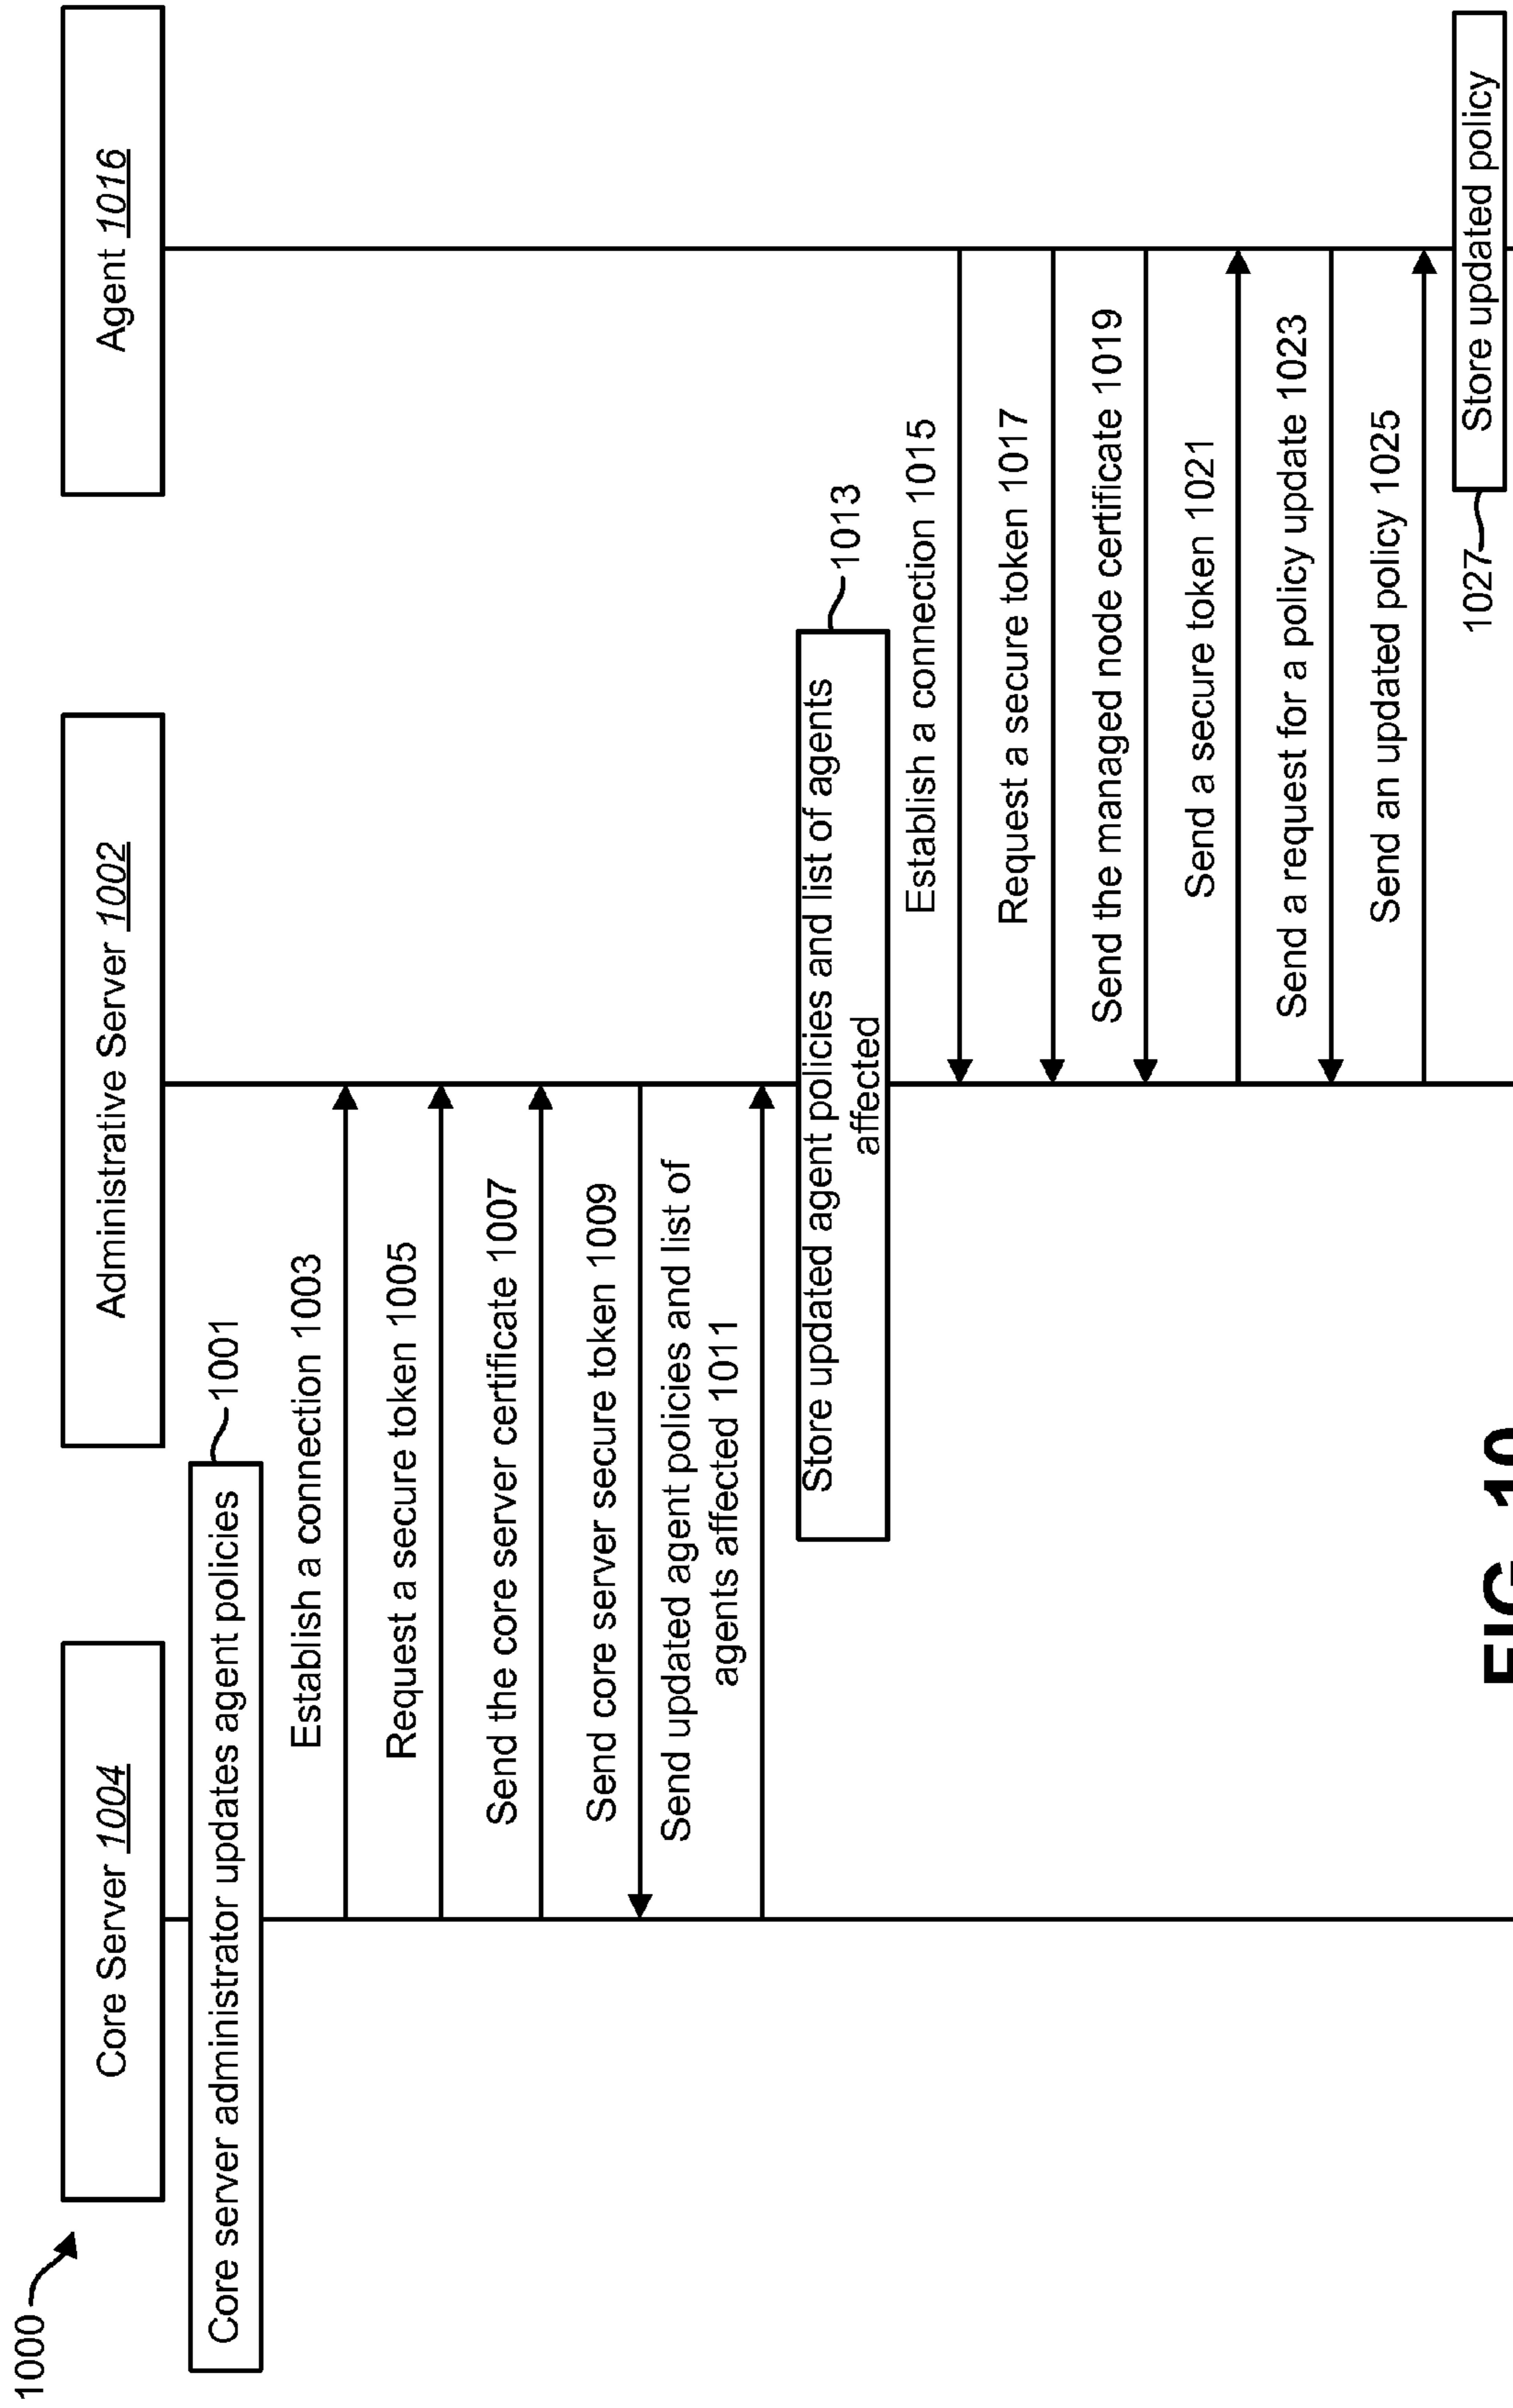 1000
Core Server 1004
Administrative Server 1002
Agent 1016
Core server administrator updates agent policies
1001
Establish a connection 1003
Request a secure token 1005
Send the core server certificate 1007
Send core server secure token 1009
Send updated agent policies and list of
agents affected 1011
Store updated agent policies and list of agents
affected
1013
Establish a connection 1015
Request a secure token 1017
Send the managed node certificate 1019
Send a secure token 1021
Send a request for a policy update 1023
Send an updated policy 1025
1027
Store updated policy
FIG. 10